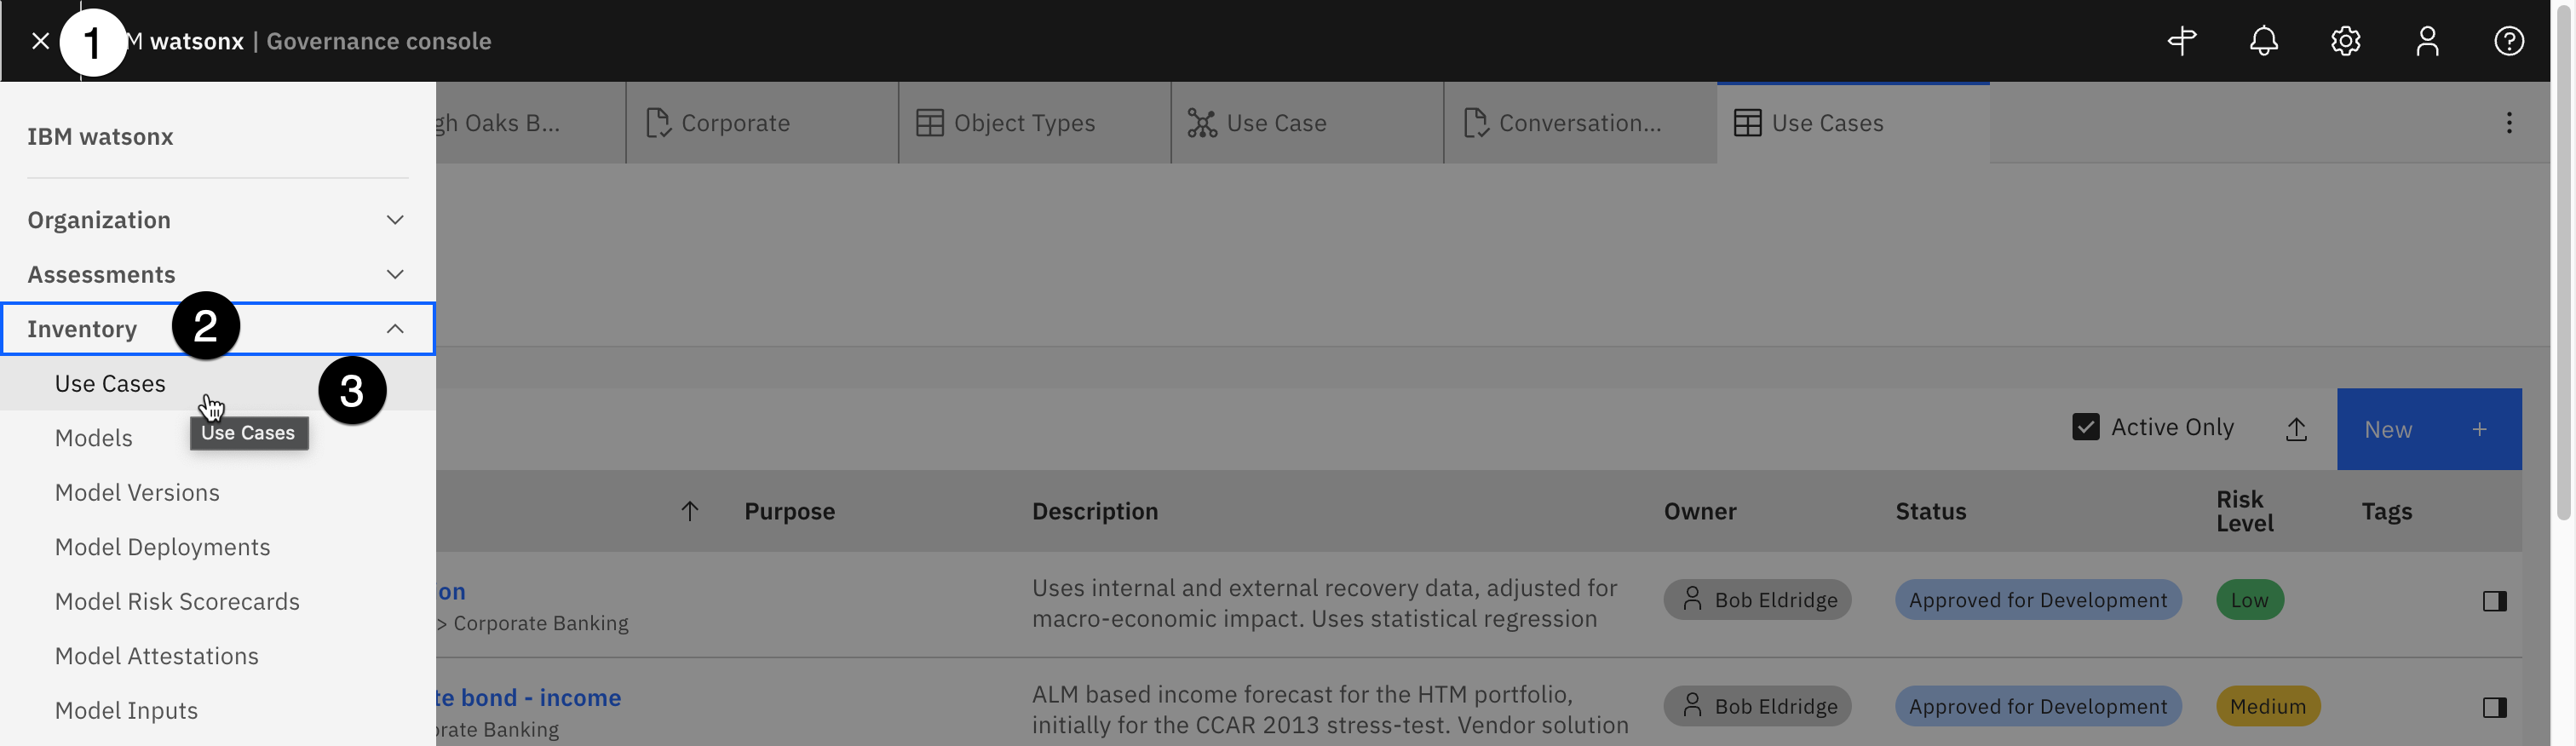 1
M watsonx | Governance console
IBM watsonx
Organization
Assessments
Inventory
2
3
Use Cases
Use Cases
Models
Model Versions
Model Deployments
Model Risk Scorecards
Model Attestations
Model Inputs
gh Oaks B...
Corporate
Object Types
Use Case
Conversation...
Use Cases
Active Only
New +
Purpose
Description
Owner
Status
Risk
Level
Tags
on
> Corporate Banking
Uses internal and external recovery data, adjusted for
macro-economic impact. Uses statistical regression
Bob Eldridge
Approved for Development
Low
te bond - income
orate Banking
ALM based income forecast for the HTM portfolio,
initially for the CCAR 2013 stress-test. Vendor solution
Bob Eldridge
Approved for Development
Medium